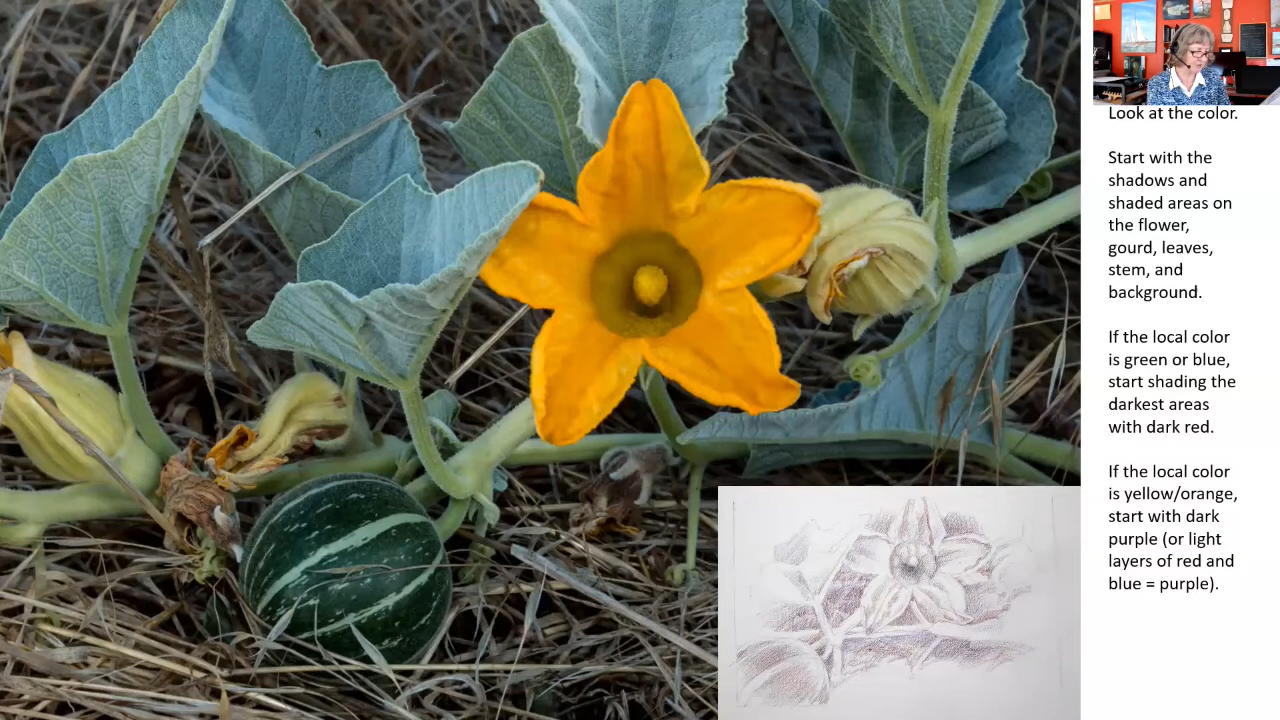 Look at the color.
Start with the
shadows and
shaded areas on
the flower,
gourd, leaves,
stem, and
background.
If the local color
is green or blue,
start shading the
darkest areas
with dark red.
If the local color
is yellow/orange,
start with dark
purple (or light
layers of red and
blue = purple).